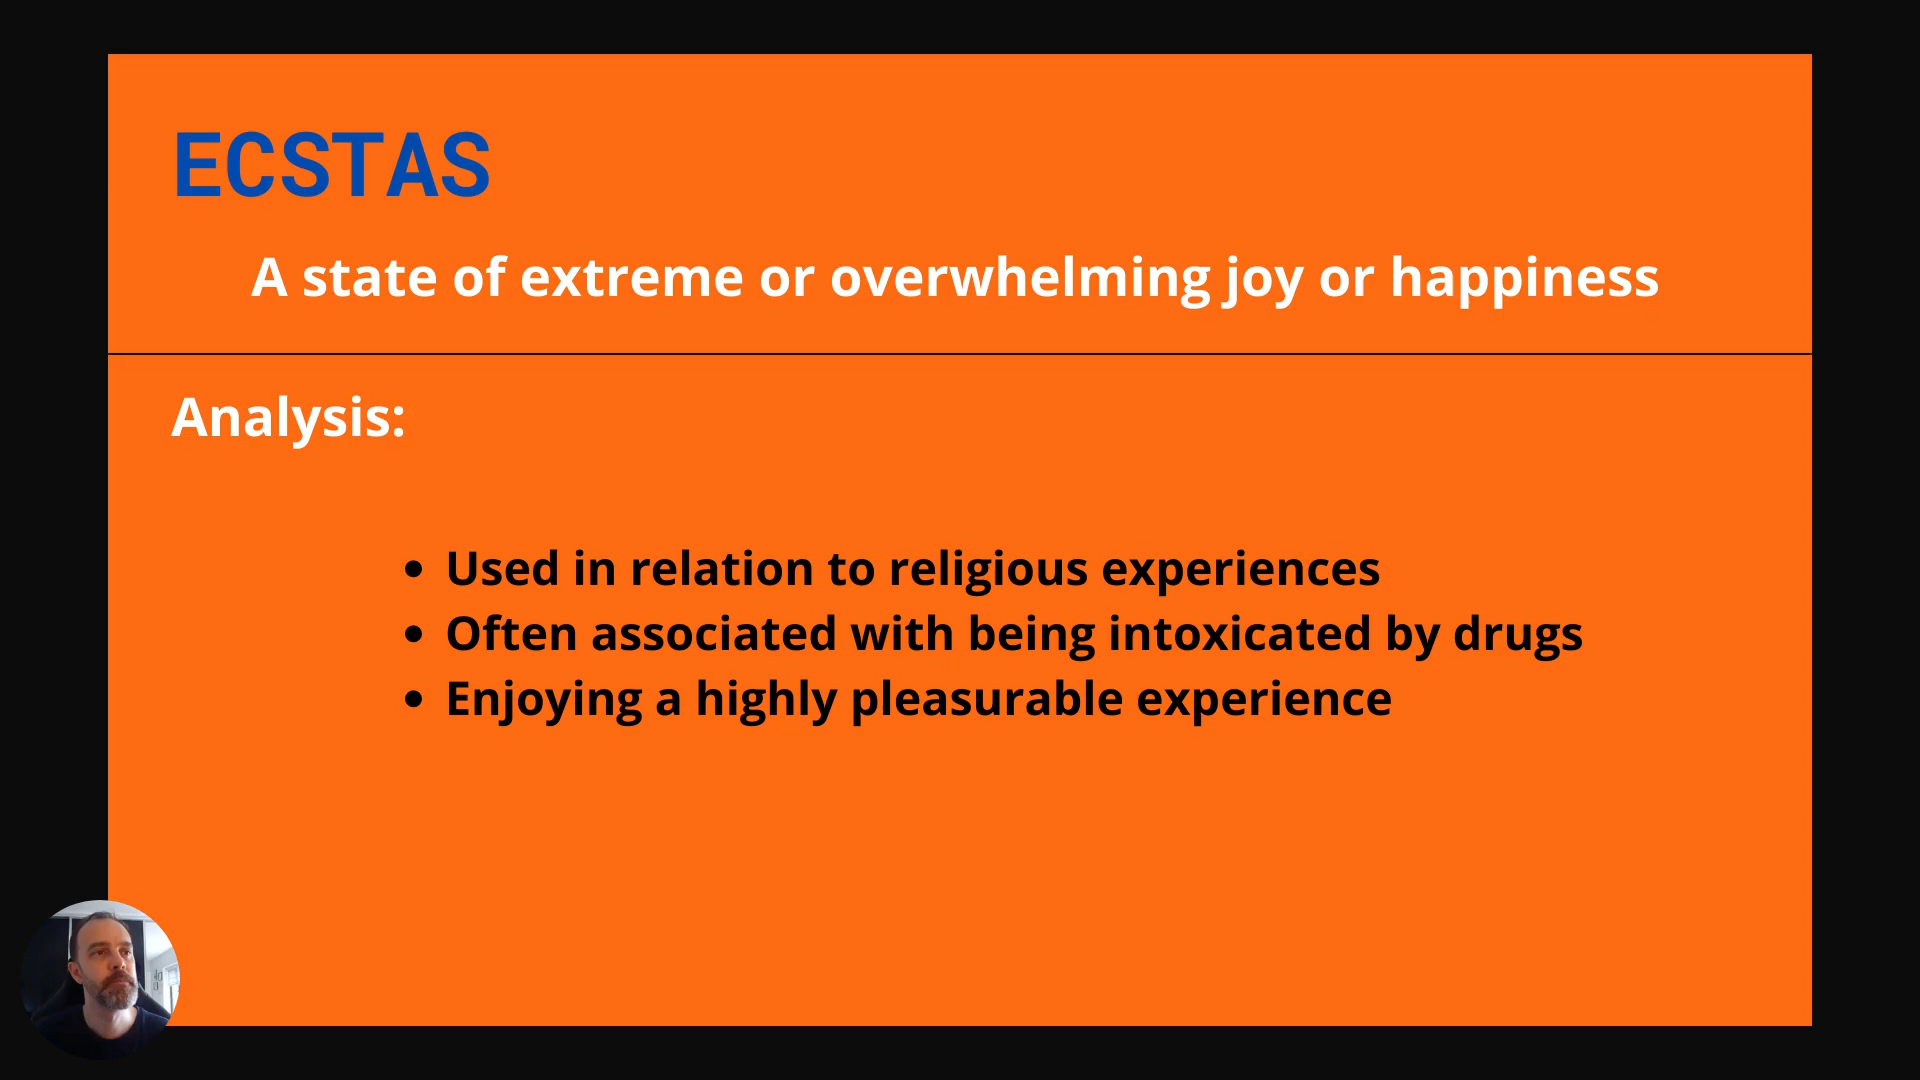 ECSTAS
A state of extreme or overwhelming joy or happiness
Analysis:
• Used in relation to religious experiences
• Often associated with being intoxicated by drugs
• Enjoying a highly pleasurable experience